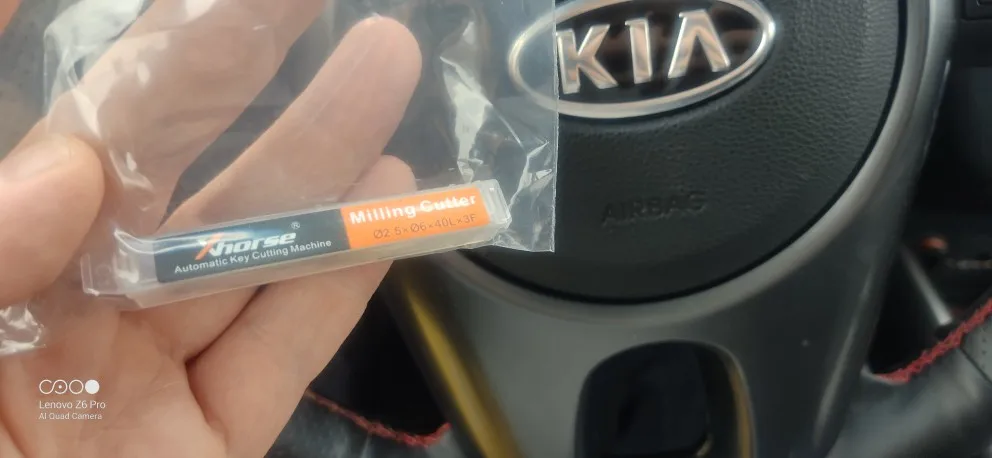 KIA
AIRBAG
Xhorse®
Automatic Key Cutting Machine
Milling Cutter
Ø2.5×Ø6×40L×3F
Lenovo Z6 Pro
AI Quad Camera